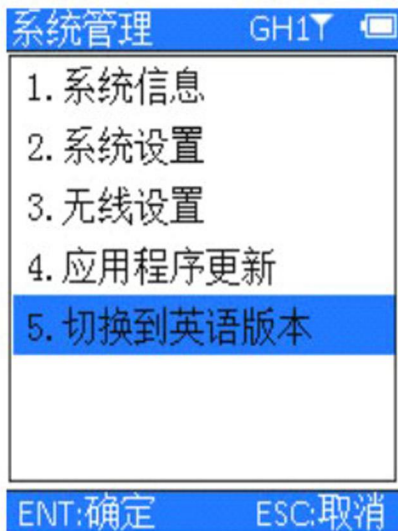 系统管理 GH1
1.系统信息
2.系统设置
3.无线设置
4.应用程序更新
5.切换到英语版本
ENT:确定 ESC:取消